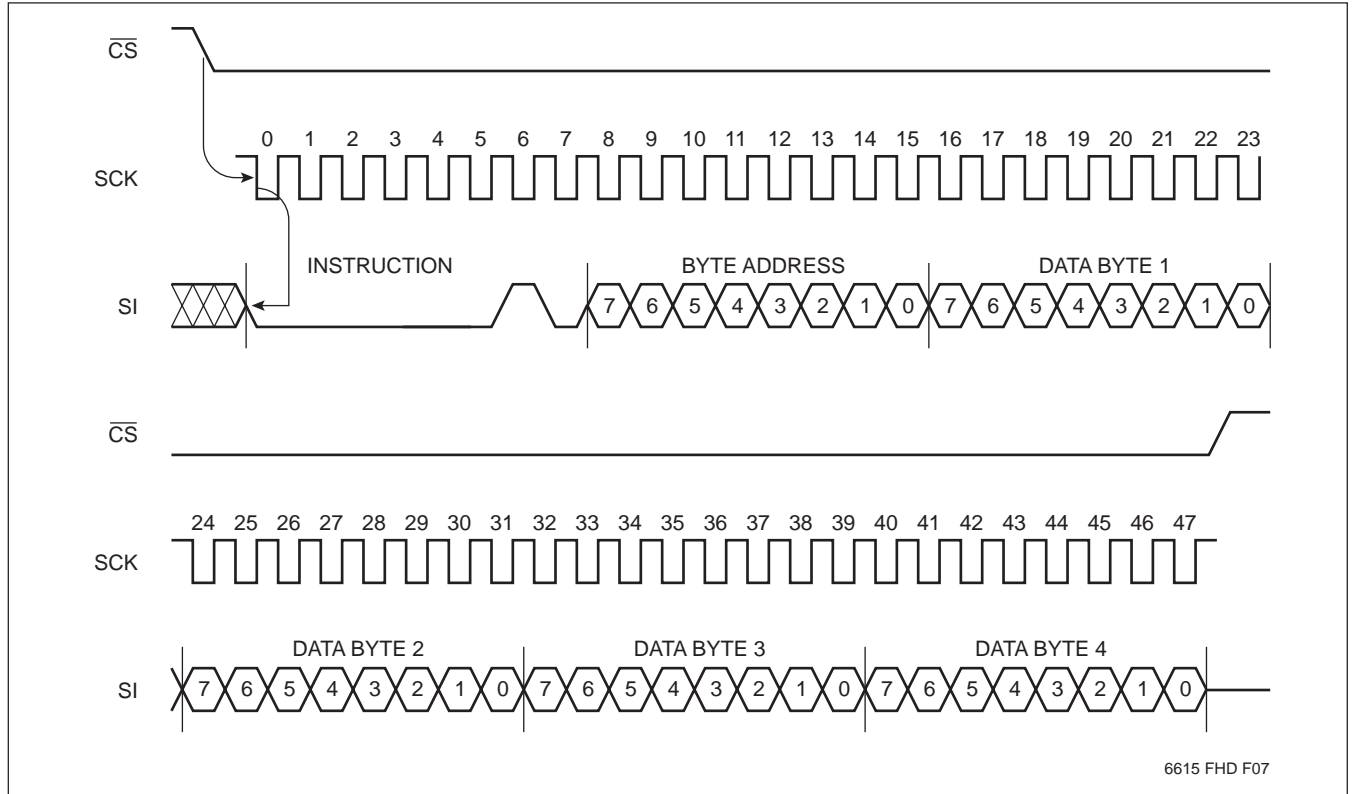 CS
0 1 2 3 4 5 6 7 8 9 10 11 12 13 14 15 16 17 18 19 20 21 22 23
SCK
INSTRUCTION BYTE ADDRESS DATA BYTE 1
SI 7 6 5 4 3 2 1 0 7 6 5 4 3 2 1 0
CS
24 25 26 27 28 29 30 31 32 33 34 35 36 37 38 39 40 41 42 43 44 45 46 47
SCK
DATA BYTE 2 DATA BYTE 3 DATA BYTE 4
SI 7 6 5 4 3 2 1 0 7 6 5 4 3 2 1 0 7 6 5 4 3 2 1 0
6615 FHD F07